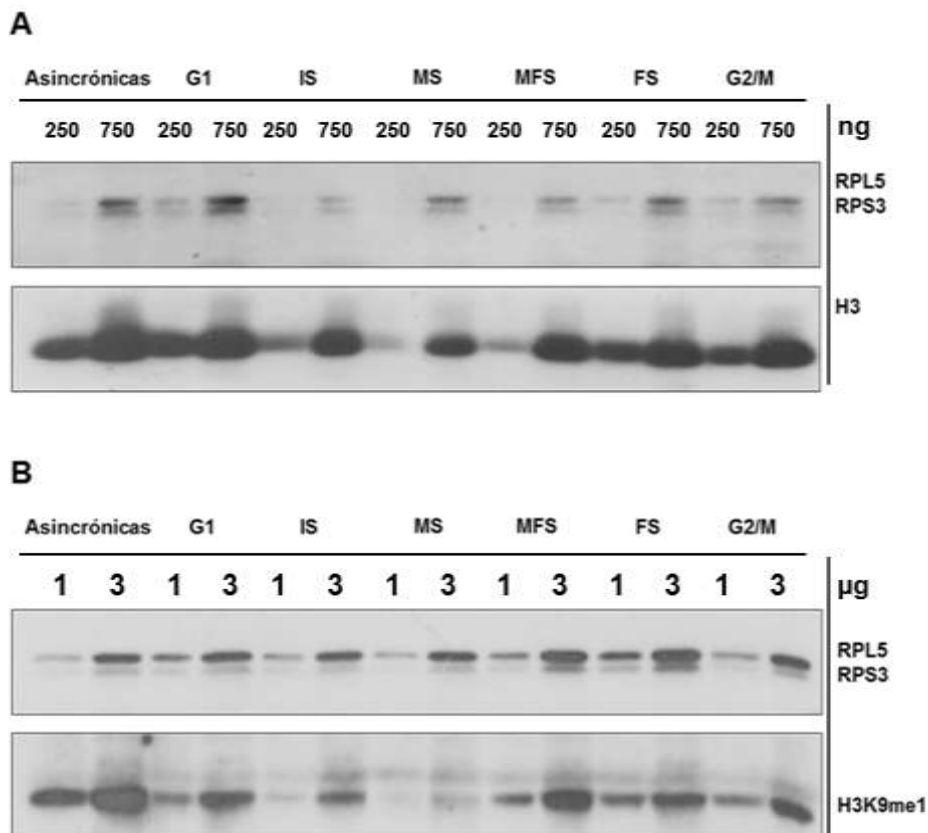 A
Asincrónicas G1 IS MS MFS FS G2/M
250 750 250 750 250 750 250 750 250 750 250 750 250 750 ng
RPL5
RPS3
H3
B
Asincrónicas G1 IS MS MFS FS G2/M
1 3 1 3 1 3 1 3 1 3 1 3 1 3 µg
RPL5
RPS3
H3K9me1